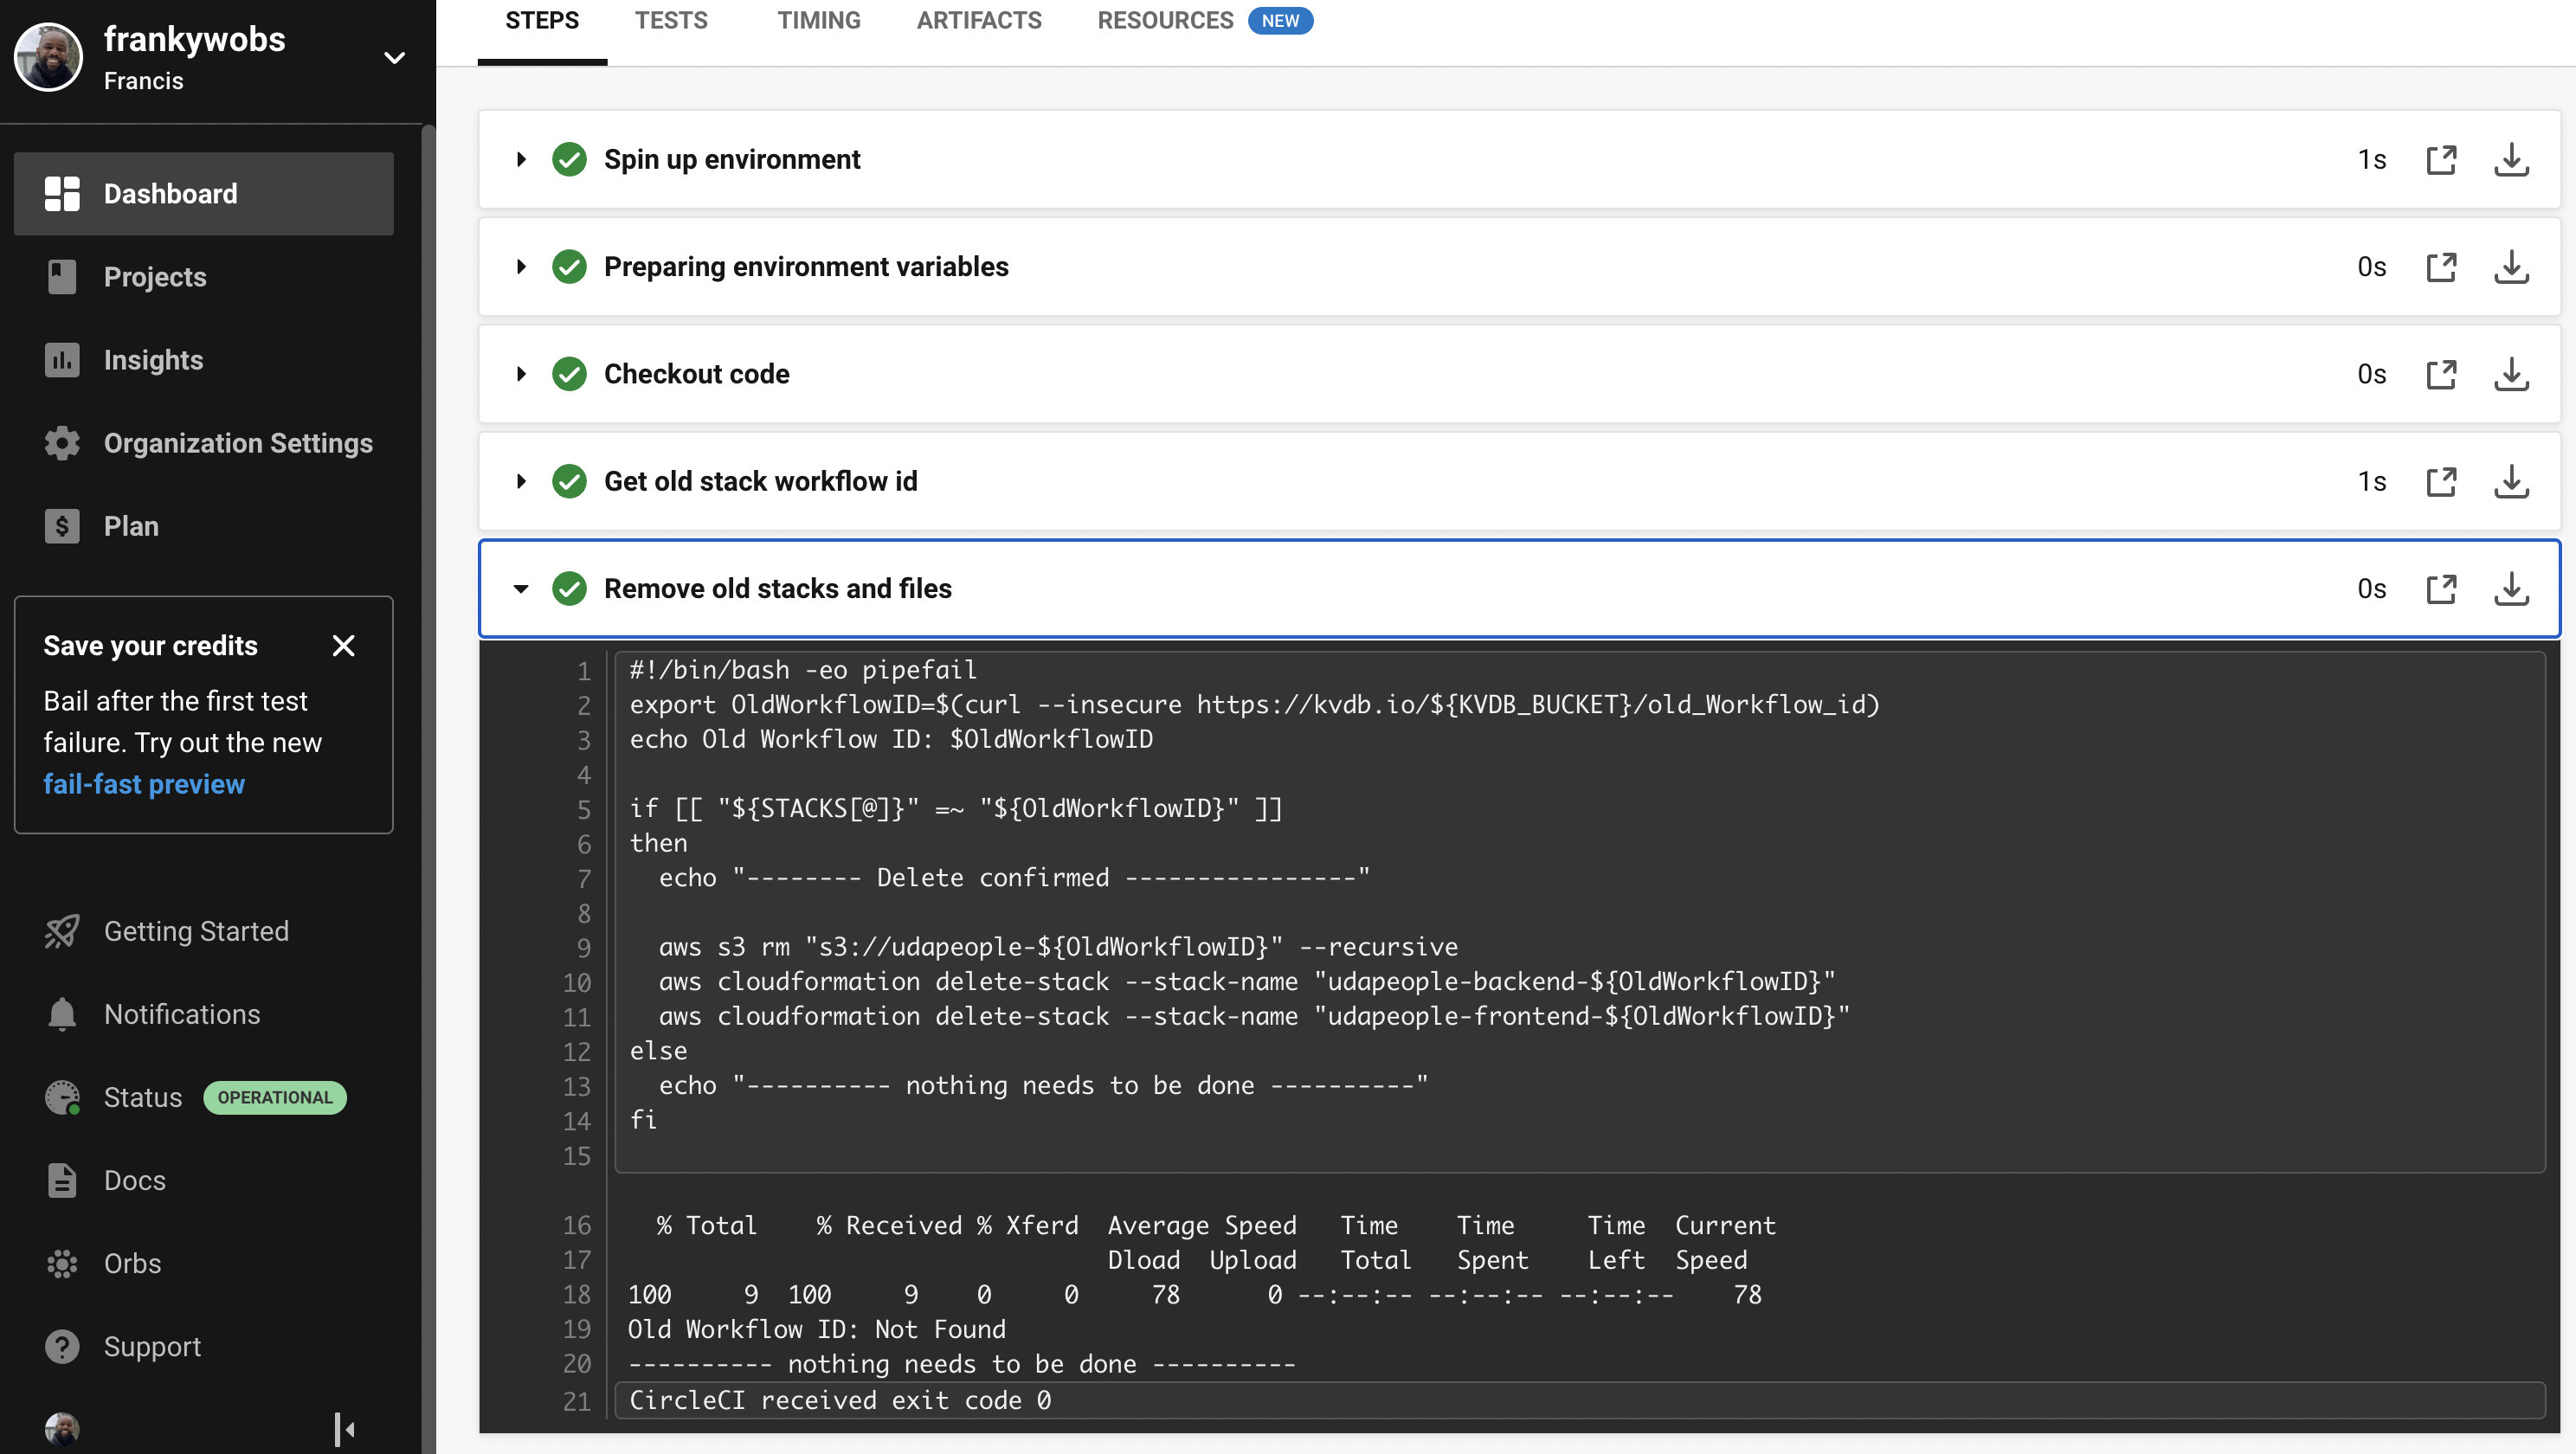 frankywobs
Francis
Dashboard
Projects
Insights
Organization Settings
Plan
Save your credits
Bail after the first test
failure. Try out the new
fail-fast preview
Getting Started
Notifications
Status OPERATIONAL
Docs
Orbs
Support
STEPS TESTS TIMING ARTIFACTS RESOURCES NEW
Spin up environment 1s
Preparing environment variables 0s
Checkout code 0s
Get old stack workflow id 1s
Remove old stacks and files 0s
1 #!/bin/bash -eo pipefail
2 export OldWorkflowID=$(curl --insecure https://kvdb.io/${KVDB_BUCKET}/old_Workflow_id)
3 echo Old Workflow ID: $OldWorkflowID
4
5 if [[ "${STACKS[@]}" =~ "${OldWorkflowID}" ]]
6 then
7   echo "-------- Delete confirmed ----------------"
8
9   aws s3 rm "s3://udapeople-${OldWorkflowID}" --recursive
10   aws cloudformation delete-stack --stack-name "udapeople-backend-${OldWorkflowID}"
11   aws cloudformation delete-stack --stack-name "udapeople-frontend-${OldWorkflowID}"
12 else
13   echo "---------- nothing needs to be done ----------"
14 fi
15
16   % Total    % Received % Xferd  Average Speed   Time    Time     Time  Current
17                                  Dload  Upload   Total   Spent    Left  Speed
18 100     9  100     9    0     0     78      0 --:--:-- --:--:-- --:--:--    78
19 Old Workflow ID: Not Found
20 ---------- nothing needs to be done ----------
21 CircleCI received exit code 0